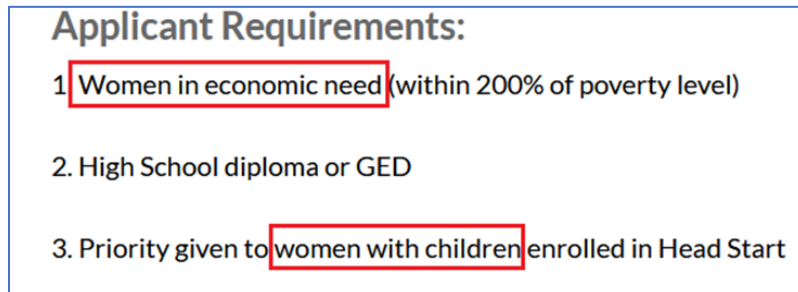 Applicant Requirements:
1 Women in economic need (within 200% of poverty level)
2. High School diploma or GED
3. Priority given to women with children enrolled in Head Start